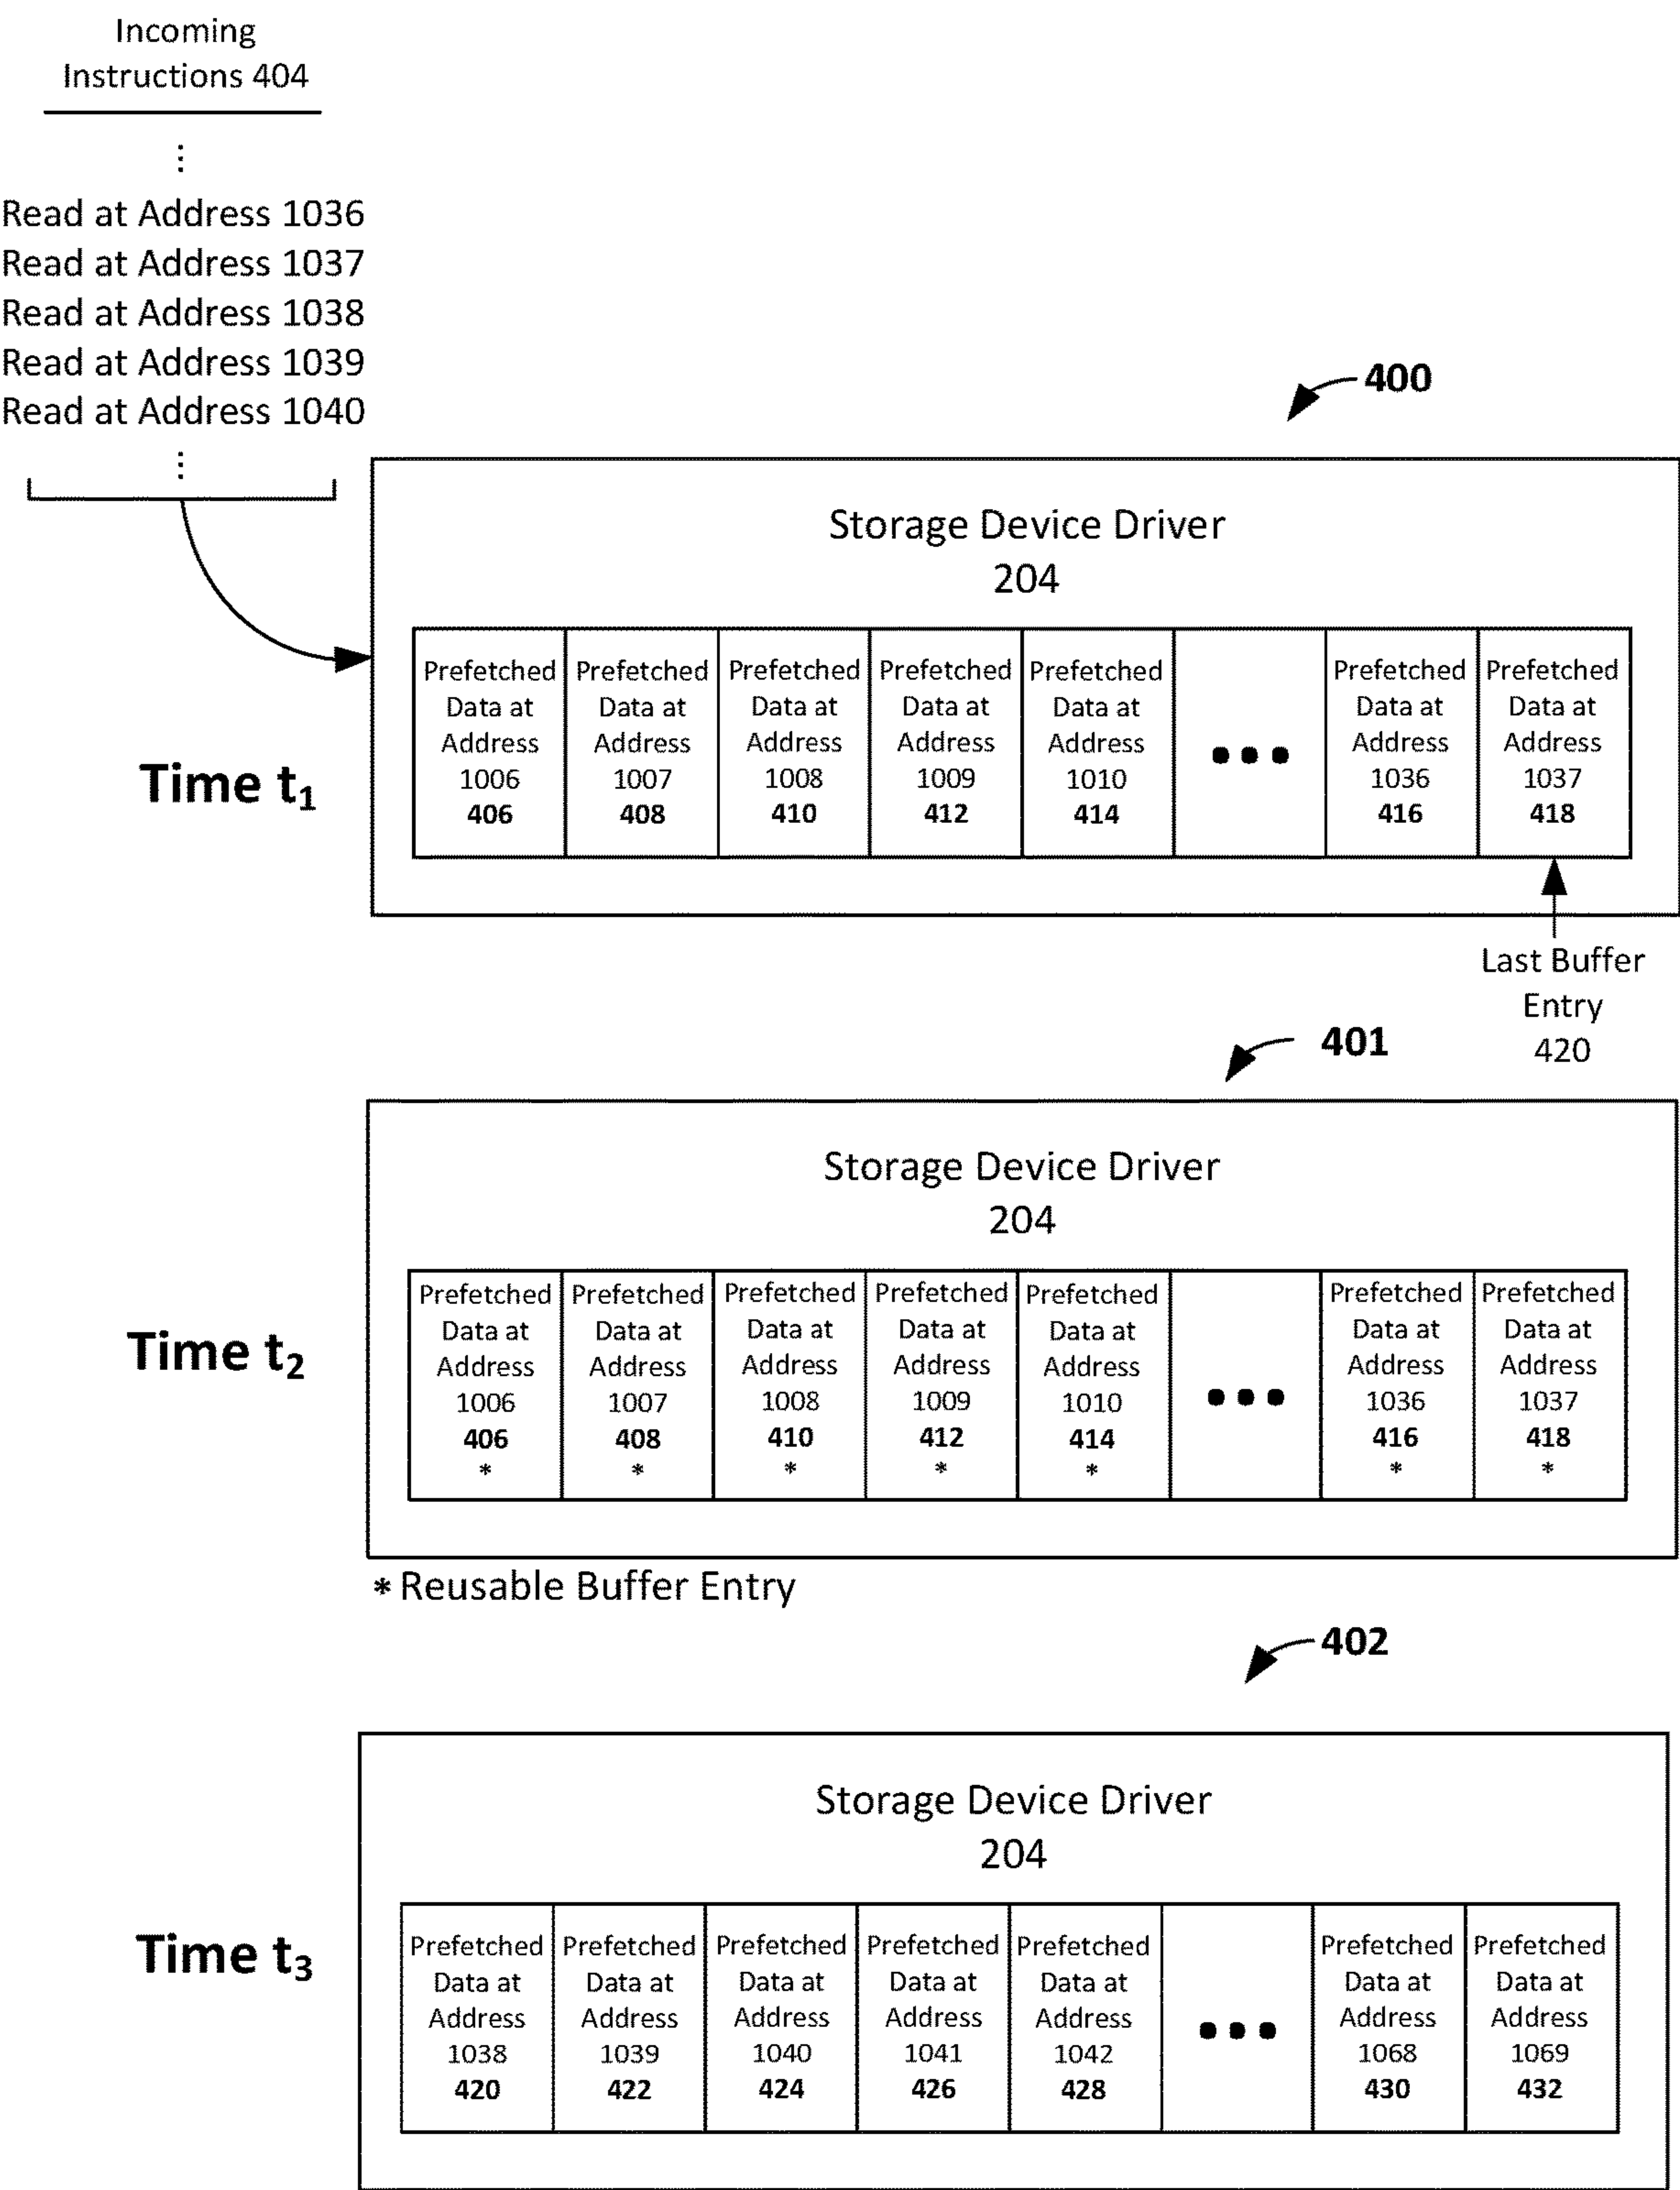 Incoming
Instructions 404
⋮
Read at Address 1036
Read at Address 1037
Read at Address 1038
Read at Address 1039
Read at Address 1040
⋮
400
Storage Device Driver
204
Time t₁
Prefetched
Data at
Address
1006
406
Prefetched
Data at
Address
1007
408
Prefetched
Data at
Address
1008
410
Prefetched
Data at
Address
1009
412
Prefetched
Data at
Address
1010
414
•••
Prefetched
Data at
Address
1036
416
Prefetched
Data at
Address
1037
418
Last Buffer
Entry
420
401
Storage Device Driver
204
Time t₂
Prefetched
Data at
Address
1006
406
*
Prefetched
Data at
Address
1007
408
*
Prefetched
Data at
Address
1008
410
*
Prefetched
Data at
Address
1009
412
*
Prefetched
Data at
Address
1010
414
*
•••
Prefetched
Data at
Address
1036
416
*
Prefetched
Data at
Address
1037
418
*
* Reusable Buffer Entry
402
Storage Device Driver
204
Time t₃
Prefetched
Data at
Address
1038
420
Prefetched
Data at
Address
1039
422
Prefetched
Data at
Address
1040
424
Prefetched
Data at
Address
1041
426
Prefetched
Data at
Address
1042
428
•••
Prefetched
Data at
Address
1068
430
Prefetched
Data at
Address
1069
432